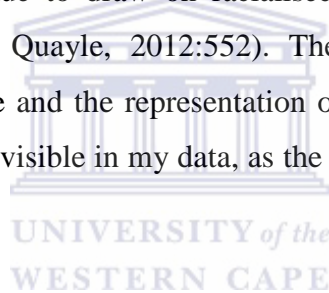 Quayle, 2012:552). The
e and the representation o
visible in my data, as the
UNIVERSITY of the
WESTERN CAPE